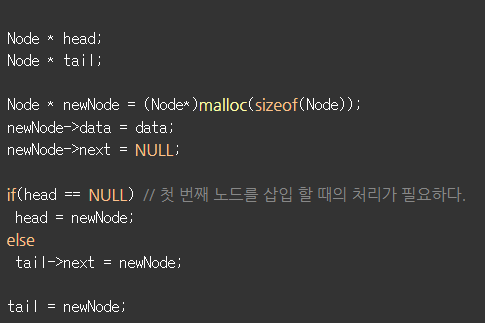 Node * head;
Node * tail;
Node * newNode = (Node*)malloc(sizeof(Node));
newNode->data = data;
newNode->next = NULL;
if(head == NULL) // 첫 번째 노드를 삽입 할 때의 처리가 필요하다.
head = newNode;
else
tail->next = newNode;
tail = newNode;